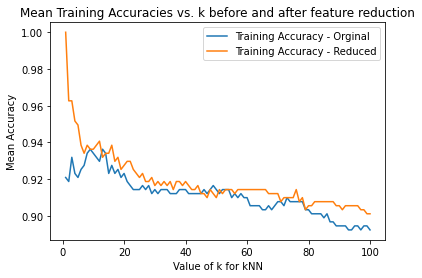 Mean Training Accuracies vs. k before and after feature reduction
Training Accuracy - Orginal
Training Accuracy - Reduced
Mean Accuracy
1.00
0.98
0.96
0.94
0.92
0.90
0
20
40
60
80
100
Value of k for kNN